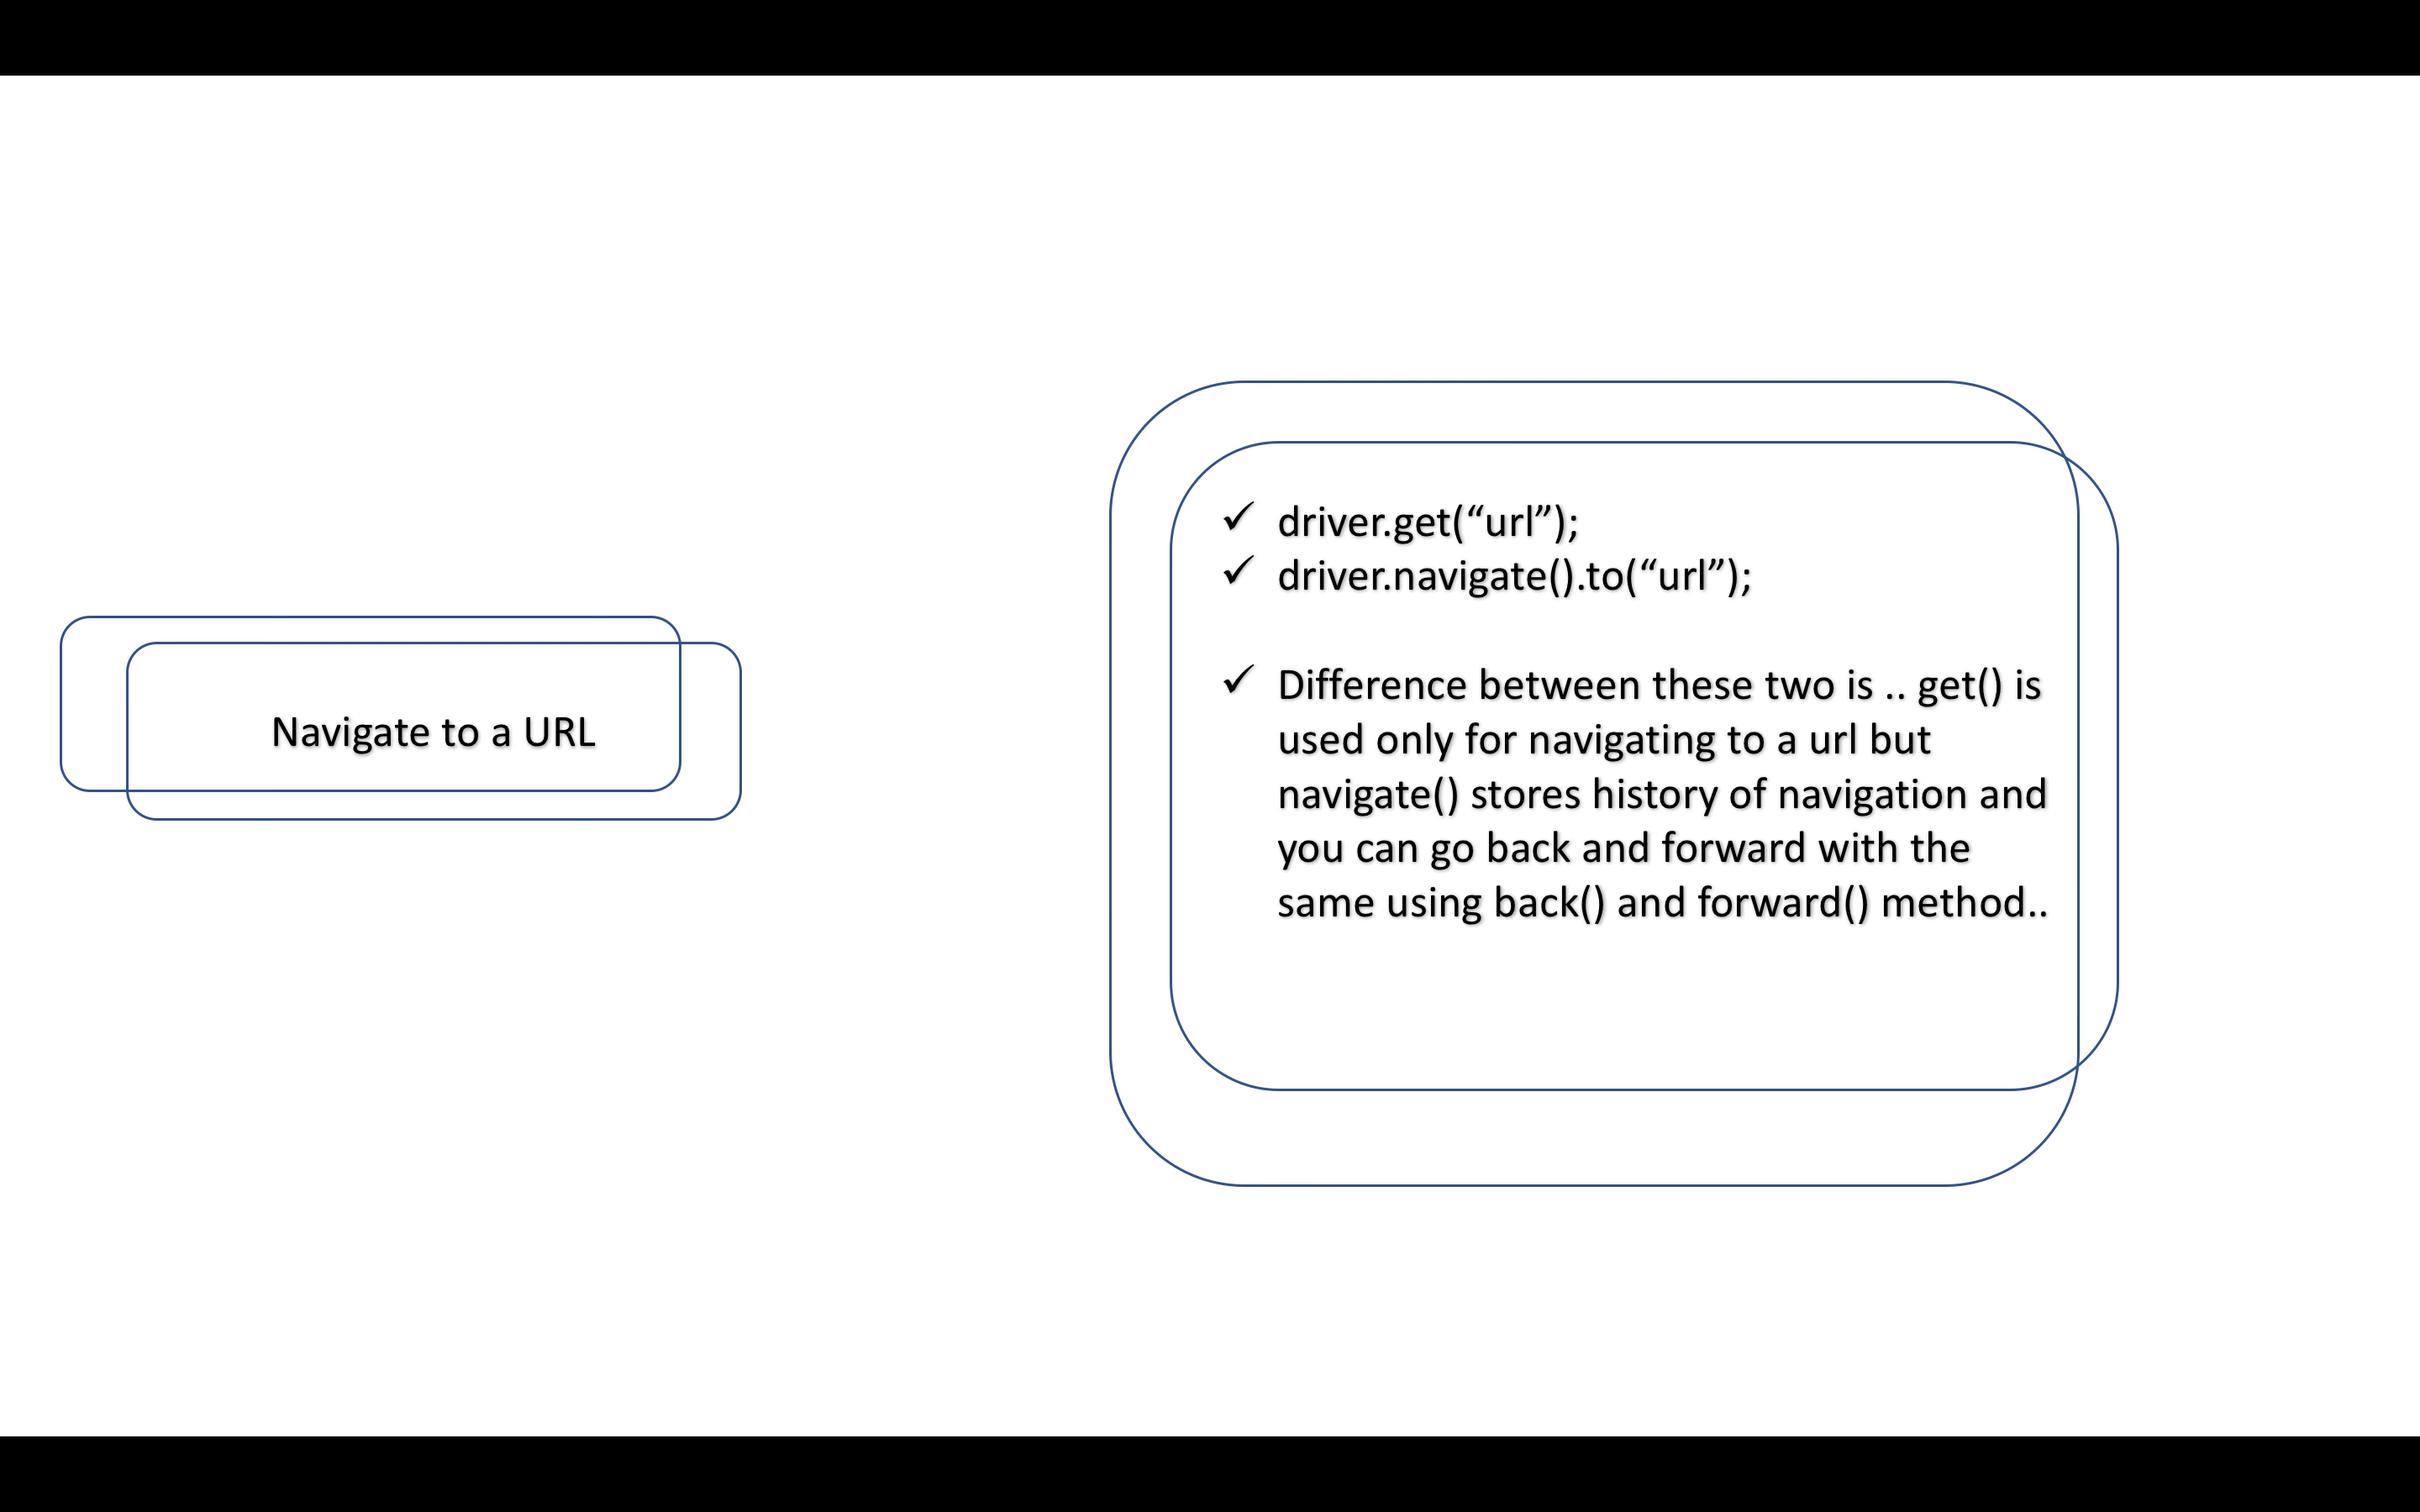 Navigate to a URL
✓ driver.get(“url”);
✓ driver.navigate().to(“url”);
✓ Difference between these two is .. get() is
used only for navigating to a url but
navigate() stores history of navigation and
you can go back and forward with the
same using back() and forward() method..